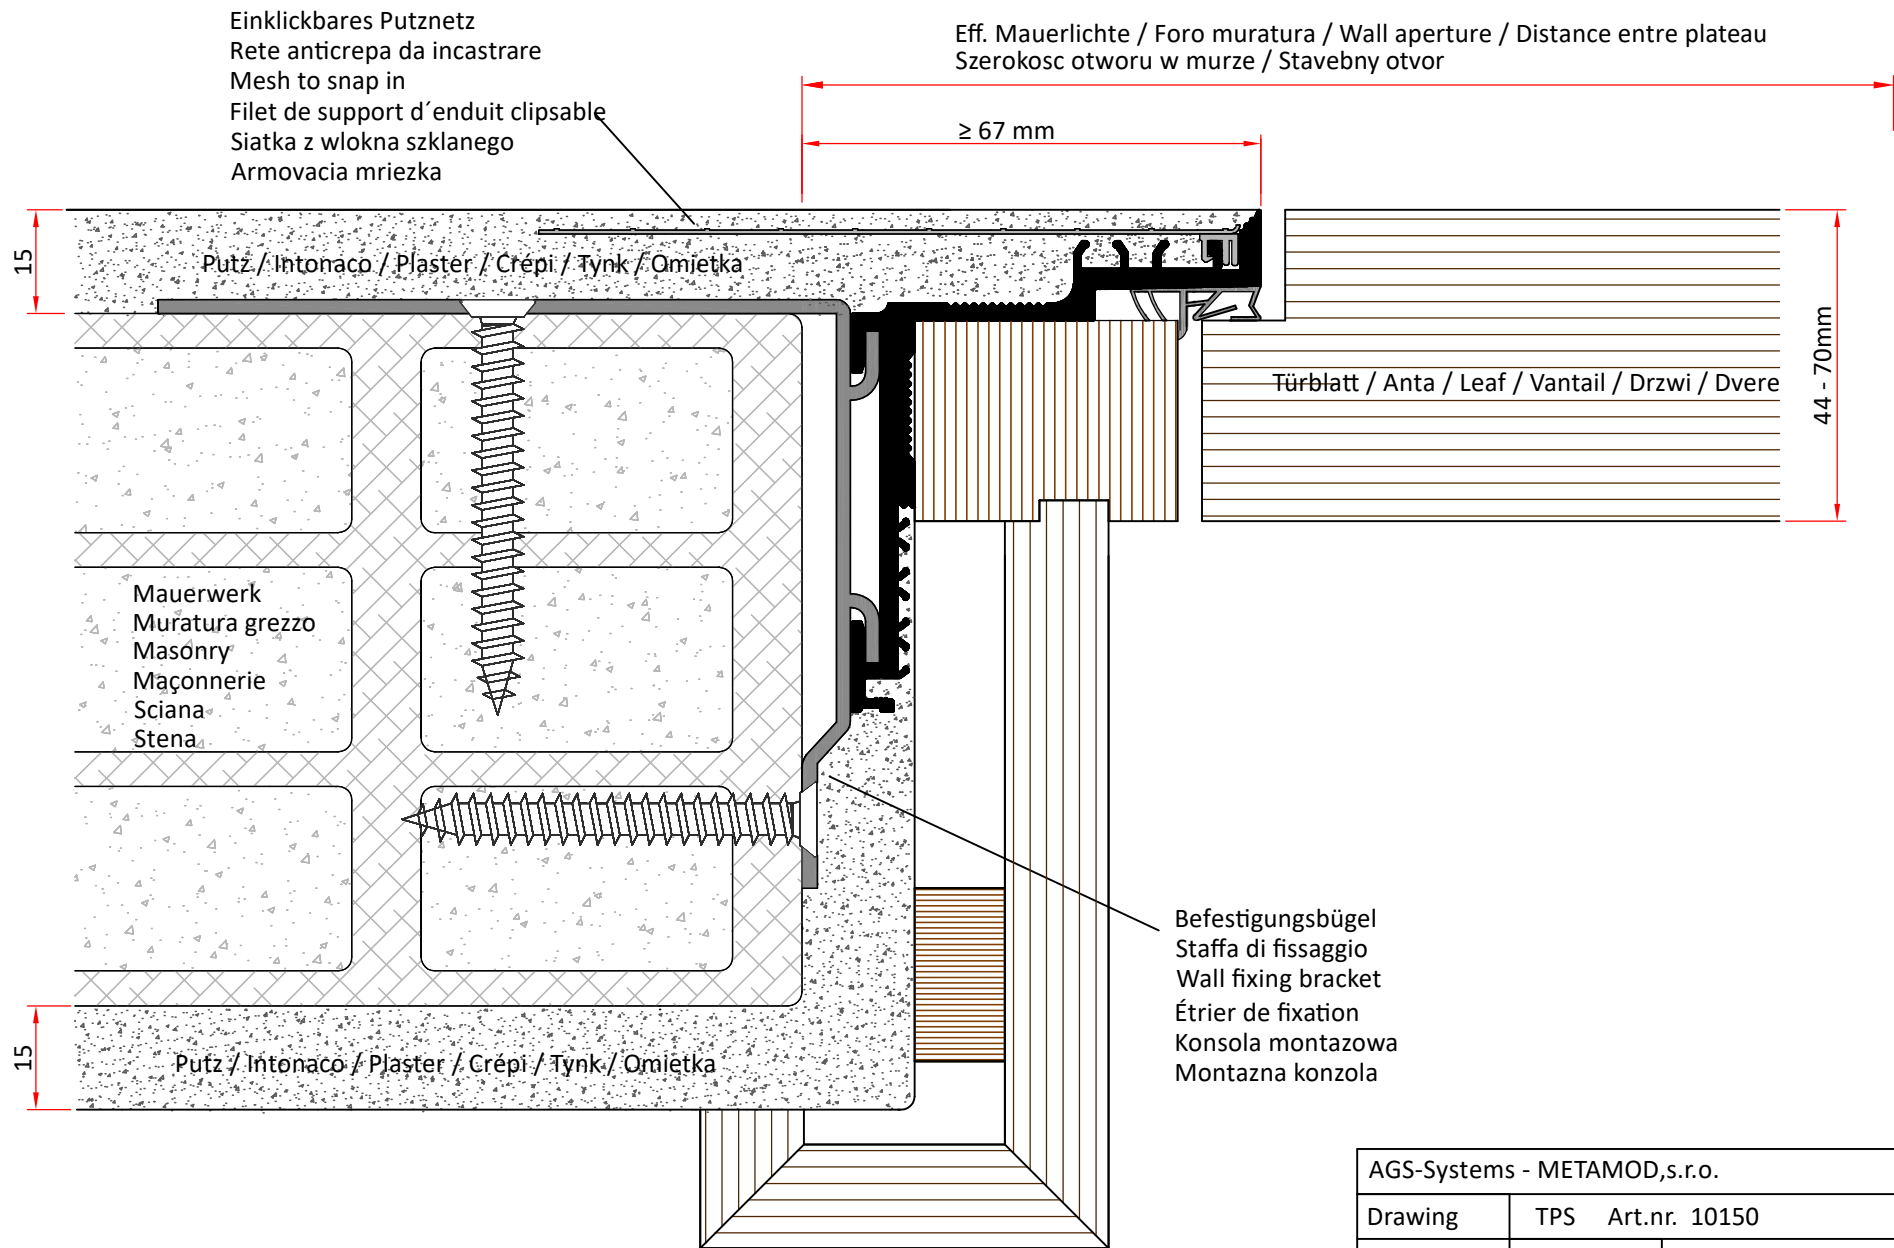 Einklickbares Putznetz
Rete anticrepa da incastrare
Mesh to snap in
Filet de support d´enduit clipsable
Siatka z wlokna szklanego
Armovacia mriezka
Eff. Mauerlichte / Foro muratura / Wall aperture / Distance entre plateau
Szerokosc otworu w murze / Stavebny otvor
≥ 67 mm
15
Putz / Intonaco / Plaster / Crépi / Tynk / Omietka
Türblatt / Anta / Leaf / Vantail / Drzwi / Dvere
44 - 70mm
Mauerwerk
Muratura grezzo
Masonry
Maçonnerie
Sciana
Stena
Befestigungsbügel
Staffa di fissaggio
Wall fixing bracket
Étrier de fixation
Konsola montazowa
Montazna konzola
15
Putz / Intonaco / Plaster / Crépi / Tynk / Omietka
AGS-Systems - METAMOD,s.r.o.
Drawing TPS Art.nr. 10150